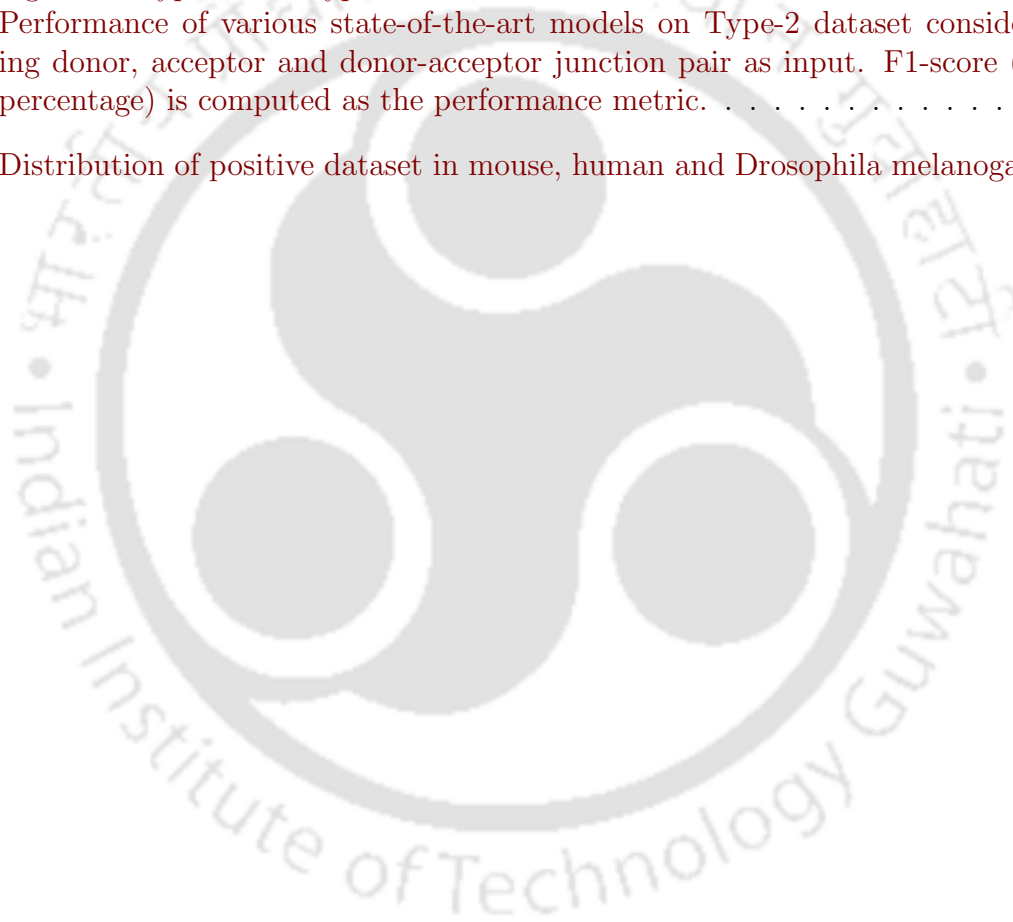 Performance of various state-of-the-art models on Type-2 dataset consider-
ing donor, acceptor and donor-acceptor junction pair as input. F1-score (
percentage) is computed as the performance metric. . . . . . . . . . . . . .
Distribution of positive dataset in mouse, human and Drosophila melanoga
Indian Institute of Technology Guwahati